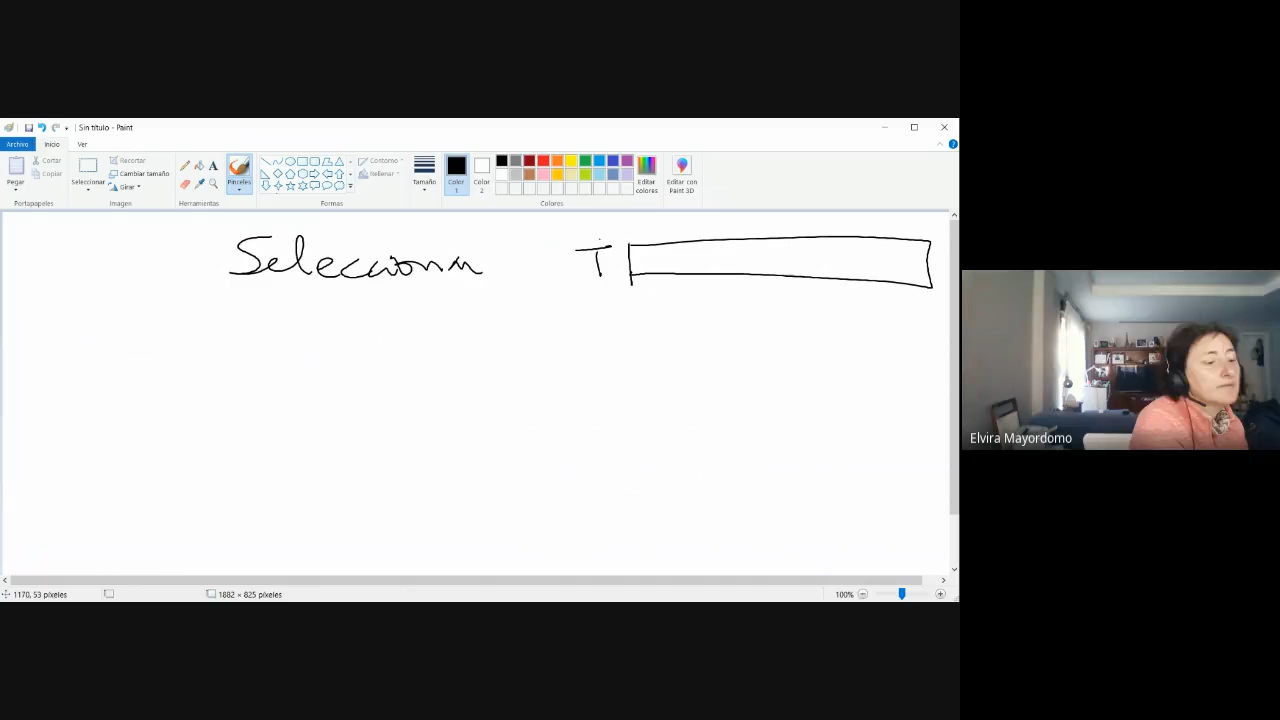 Sin título - Paint
Archivo Inicio Ver
Pegar
Cortar
Copiar
Portapapeles
Seleccionar
Recortar
Cambiar tamaño
Girar
Imagen
Herramientas
Pinceles
Contorno
Rellenar
Formas
Tamaño
Color 1
Color 2
Editar colores
Editar con Paint 3D
Colores
Seleccionar T
Elvira Mayordomo
1170, 53 píxeles 1882 × 825 píxeles 100%